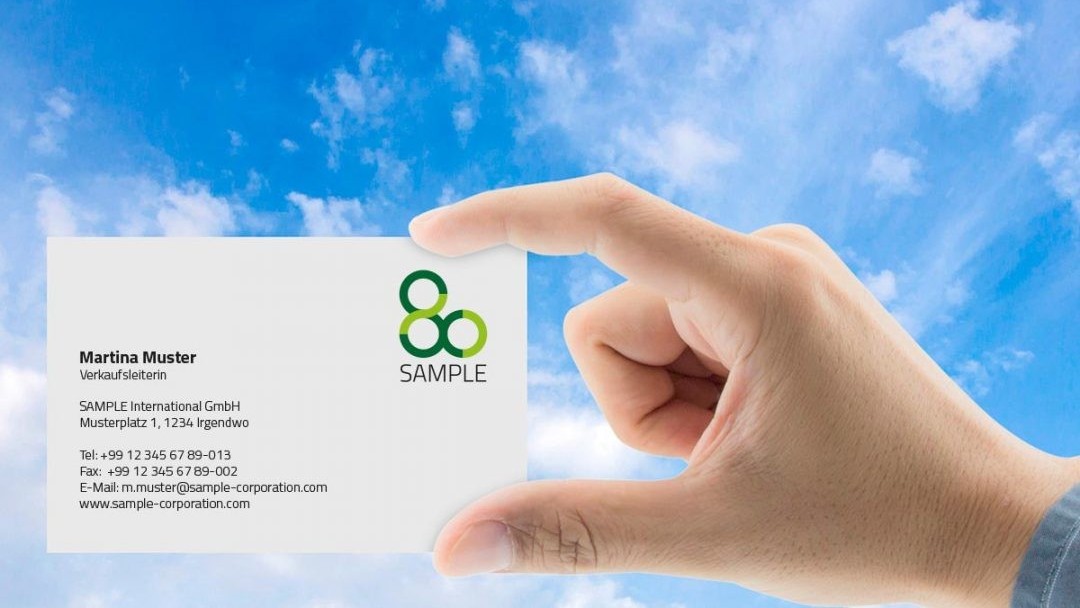 SAMPLE
Martina Muster
Verkaufsleiterin
SAMPLE International GmbH
Musterplatz 1, 1234 Irgendwo
Tel: +99 12 345 67 89-013
Fax: +99 12 345 67 89-002
E-Mail: m.muster@sample-corporation.com
www.sample-corporation.com